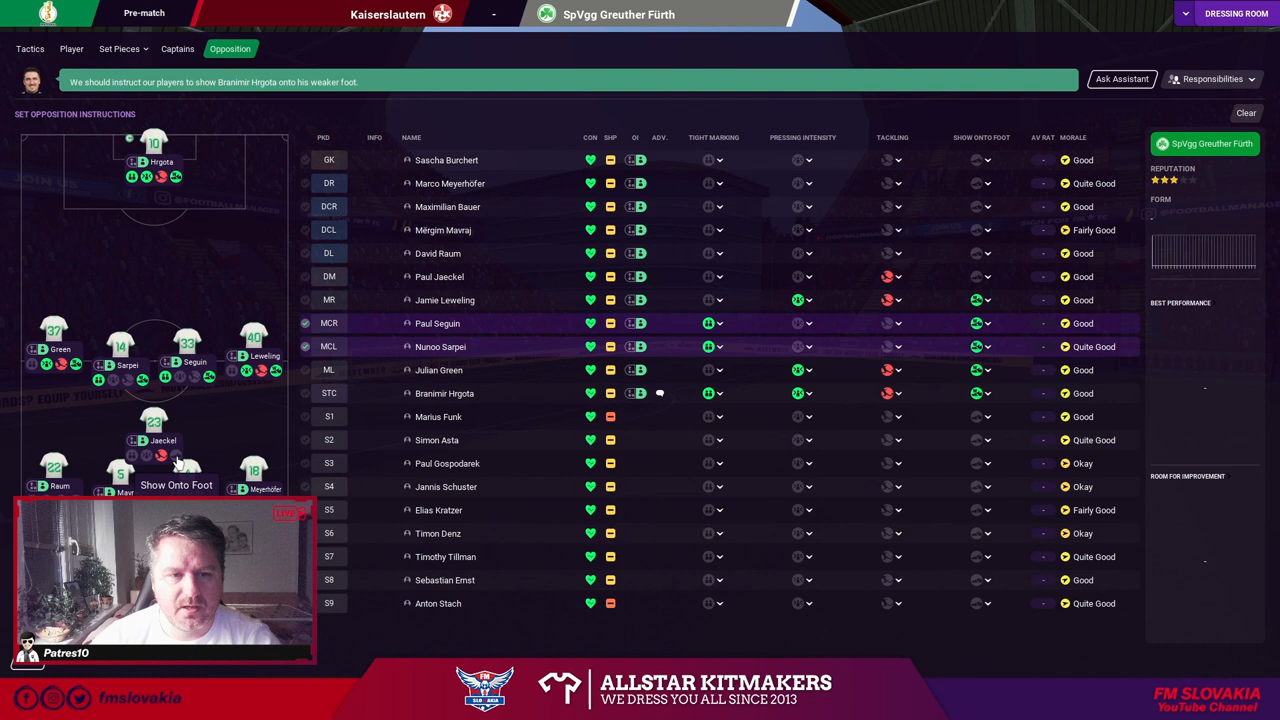 Pre-match
Kaiserslautern - SpVgg Greuther Fürth
DRESSING ROOM
Tactics Player Set Pieces Captains Opposition
We should instruct our players to show Branimir Hrgota onto his weaker foot.
Ask Assistant
Responsibilities
SET OPPOSITION INSTRUCTIONS
Clear
PKD INFO NAME CON SHP OI ADV. TIGHT MARKING PRESSING INTENSITY TACKLING SHOW ONTO FOOT AV RAT MORALE
GK Sascha Burchert - Good
DR Marco Meyerhöfer - Quite Good
DCR Maximilian Bauer - Good
DCL Mërgim Mavraj - Fairly Good
DL David Raum - Good
DM Paul Jaeckel - Good
MR Jamie Leweling - Good
MCR Paul Seguin - Good
MCL Nunoo Sarpei - Quite Good
ML Julian Green - Good
STC Branimir Hrgota - Good
S1 Marius Funk - Good
S2 Simon Asta - Quite Good
S3 Paul Gospodarek - Okay
S4 Jannis Schuster - Okay
S5 Elias Kratzer - Fairly Good
S6 Timon Denz - Okay
S7 Timothy Tillman - Quite Good
S8 Sebastian Ernst - Good
S9 Anton Stach - Quite Good
C
10
Hrgota
37
Green
14
Sarpei
33
Seguin
40
Leweling
23
Jaeckel
22
Raum
5
18
Meyerhöfer
Show Onto Foot
SpVgg Greuther Fürth
REPUTATION
FORM
-
BEST PERFORMANCE
-
ROOM FOR IMPROVEMENT
-
LIVE
Patres10
fmslovakia
FM
SLOVAKIA
ALLSTAR KITMAKERS
WE DRESS YOU ALL SINCE 2013
FM SLOVAKIA
YouTube Channel